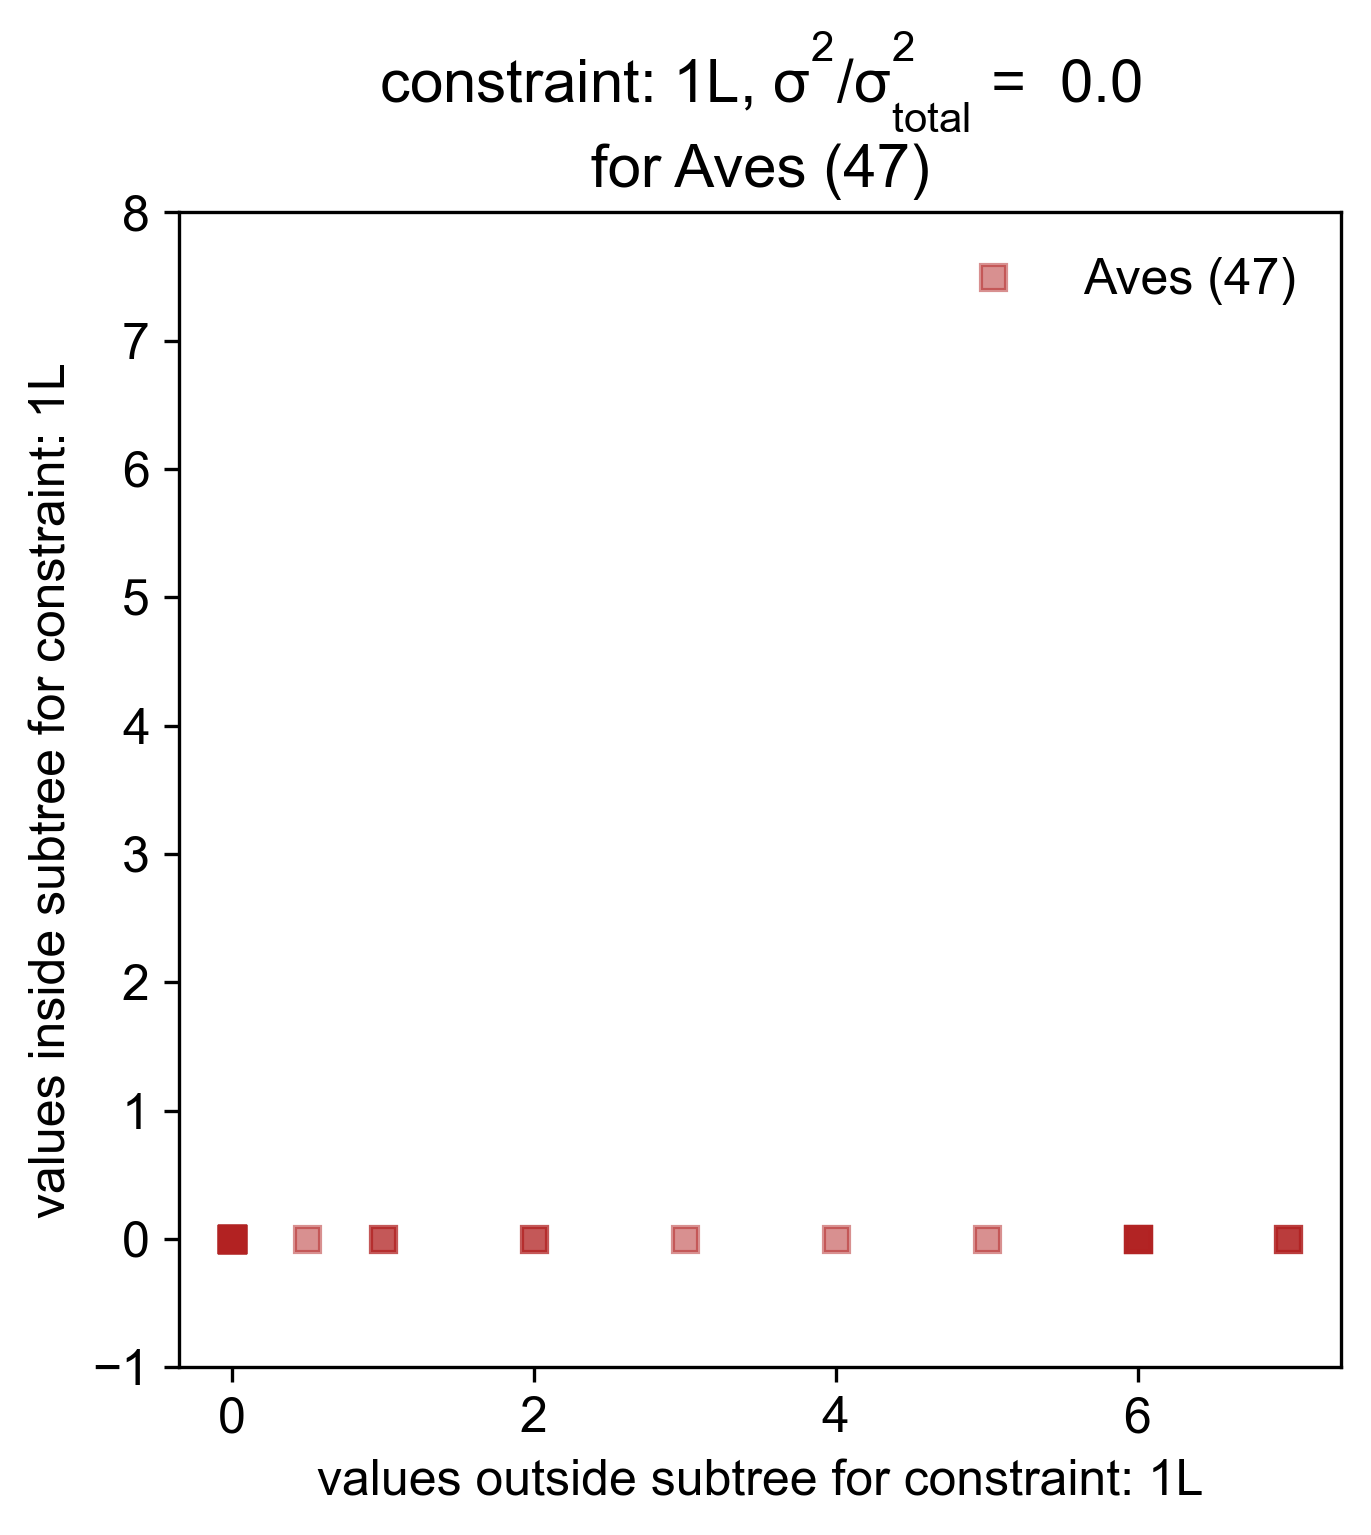 constraint: 1L, σ²/σ²total = 0.0
for Aves (47)
8
Aves (47)
7
6
5
4
3
2
1
0
−1
values inside subtree for constraint: 1L
0 2 4 6
values outside subtree for constraint: 1L